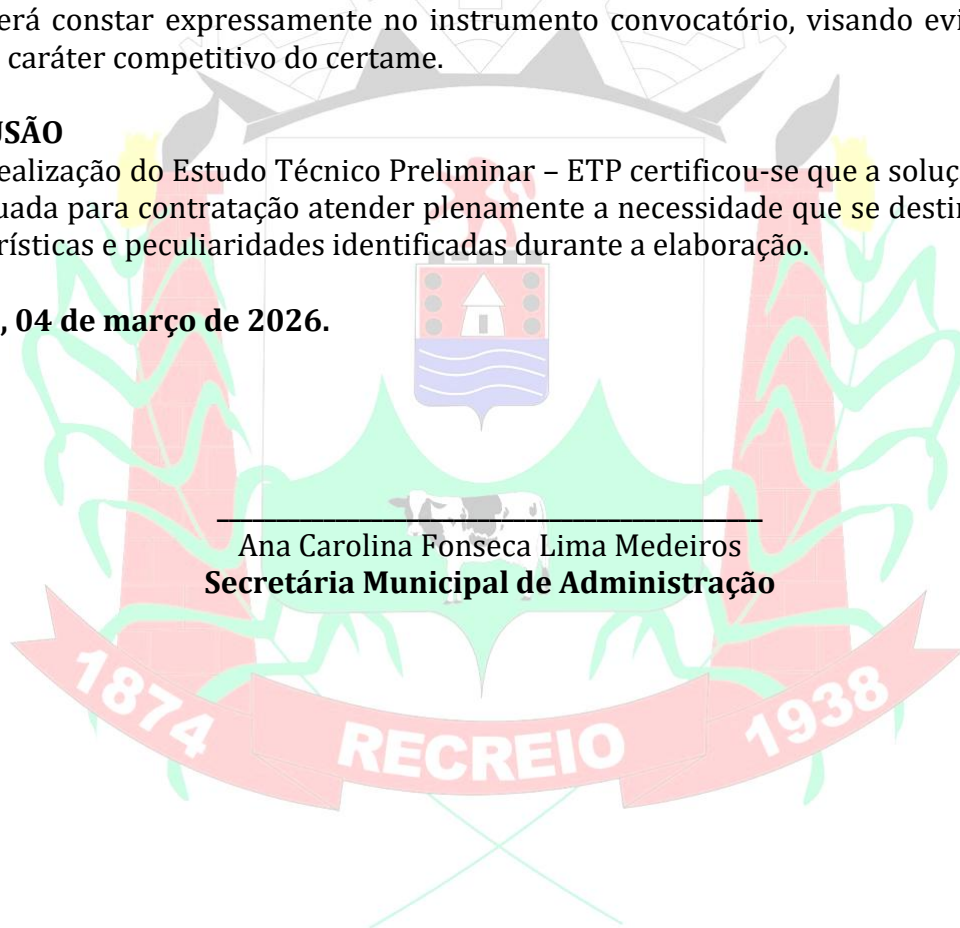 erá constar expressamente no instrumento convocatório, visando evi
caráter competitivo do certame.
USÃO
ealização do Estudo Técnico Preliminar – ETP certificou-se que a soluç
uada para contratação atender plenamente a necessidade que se destin
rísticas e peculiaridades identificadas durante a elaboração.
, 04 de março de 2026.
Ana Carolina Fonseca Lima Medeiros
Secretária Municipal de Administração
1874 RECREIO 1938